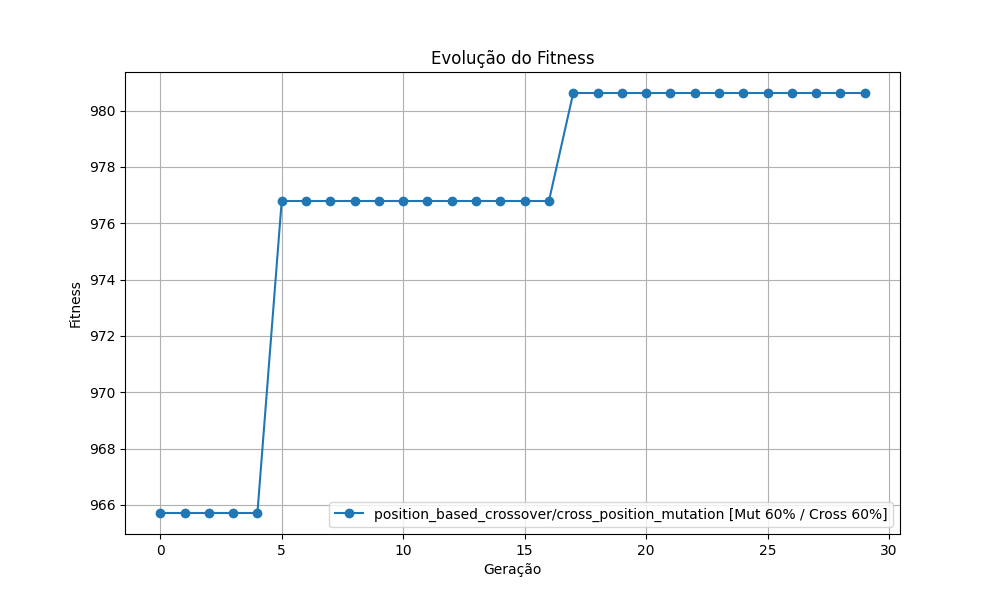 Evolução do Fitness
Fitness
980
978
976
974
972
970
968
966
position_based_crossover/cross_position_mutation [Mut 60% / Cross 60%]
0 5 10 15 20 25 30
Geração